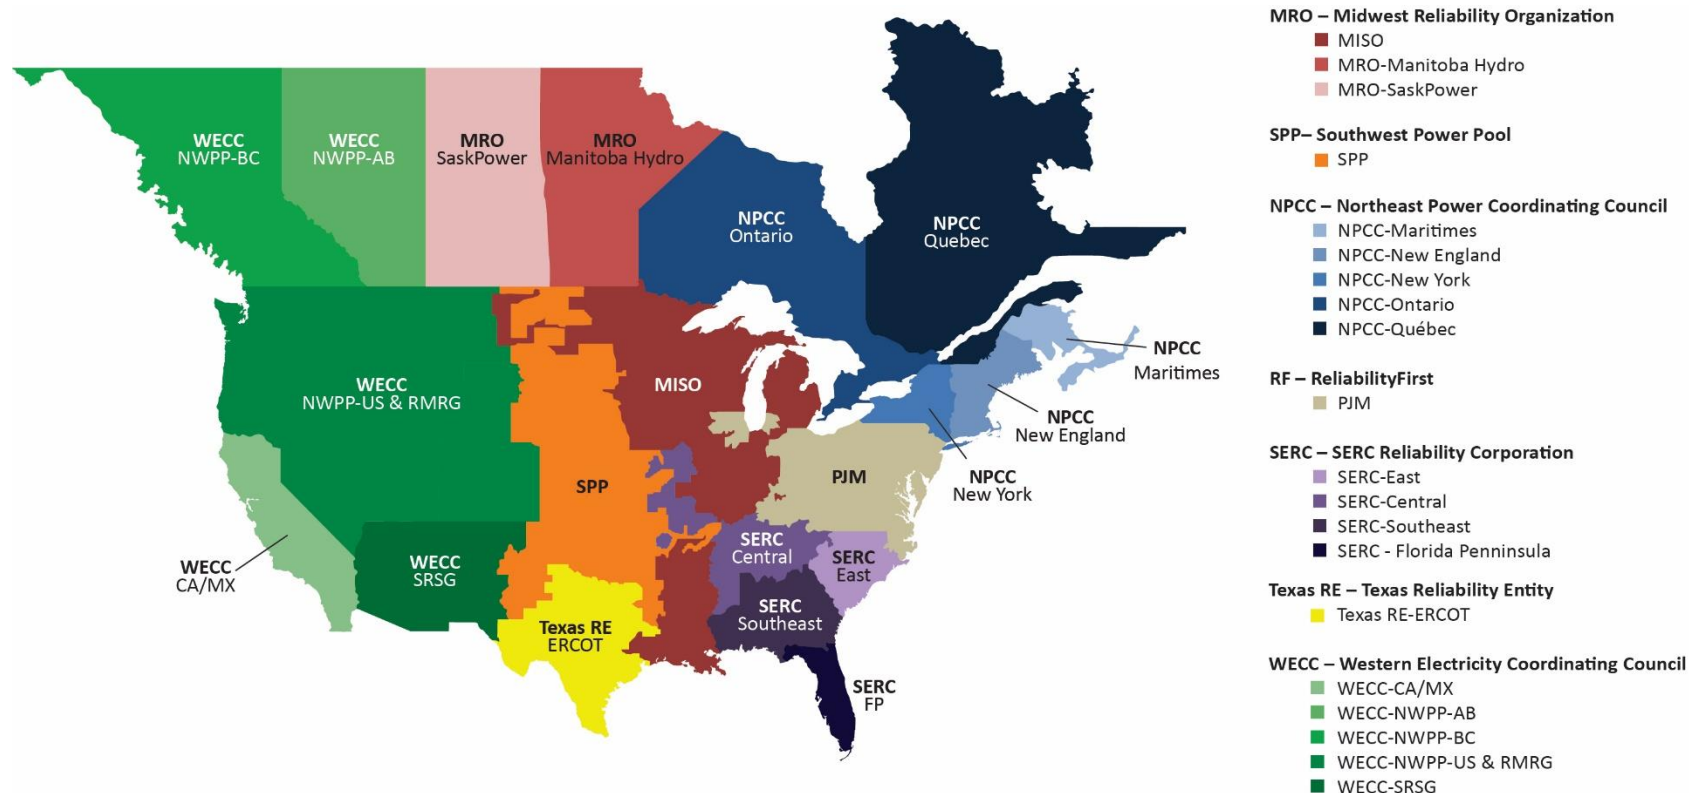 WECC
NWPP-BC
WECC
NWPP-AB
MRO
SaskPower
MRO
Manitoba Hydro
NPCC
Ontario
NPCC
Quebec
WECC
NWPP-US & RMRG
MISO
NPCC
Maritimes
NPCC
New England
NPCC
New York
SPP
PJM
WECC
CA/MX
WECC
SRSG
SERC
Central
SERC
East
SERC
Southeast
Texas RE
ERCOT
SERC
FP
MRO – Midwest Reliability Organization
MISO
MRO-Manitoba Hydro
MRO-SaskPower
SPP– Southwest Power Pool
SPP
NPCC – Northeast Power Coordinating Council
NPCC-Maritimes
NPCC-New England
NPCC-New York
NPCC-Ontario
NPCC-Québec
RF – ReliabilityFirst
PJM
SERC – SERC Reliability Corporation
SERC-East
SERC-Central
SERC-Southeast
SERC - Florida Penninsula
Texas RE – Texas Reliability Entity
Texas RE-ERCOT
WECC – Western Electricity Coordinating Council
WECC-CA/MX
WECC-NWPP-AB
WECC-NWPP-BC
WECC-NWPP-US & RMRG
WECC-SRSG